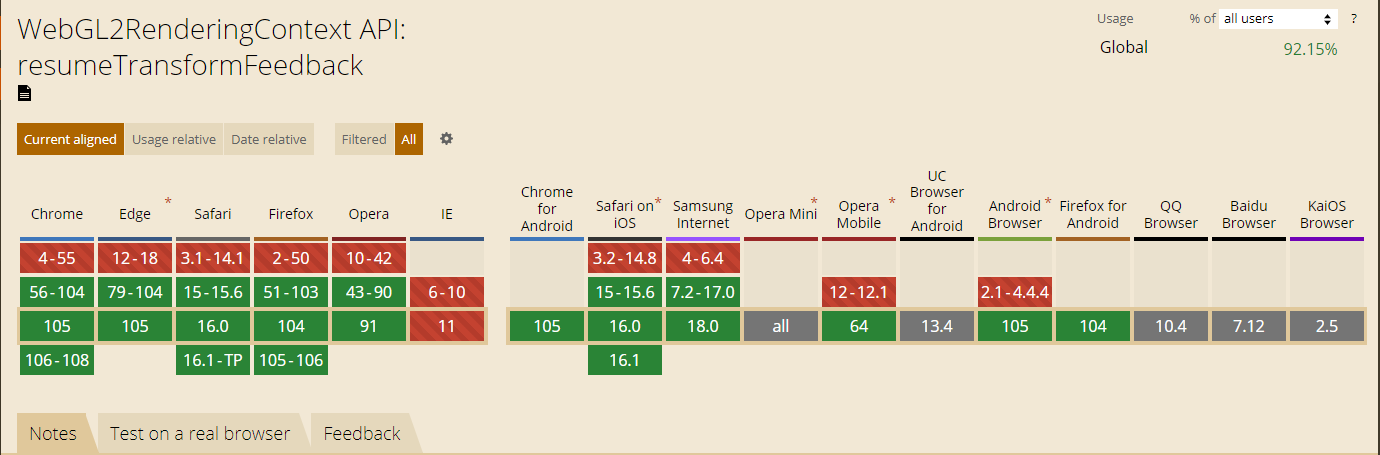 WebGL2RenderingContext API:
resumeTransformFeedback
Usage % of all users ?
Global 92.15%
Current aligned Usage relative Date relative Filtered All
Chrome Edge * Safari Firefox Opera IE Chrome for Android Safari on iOS * Samsung Internet Opera Mini * Opera Mobile * UC Browser for Android Android Browser * Firefox for Android QQ Browser Baidu Browser KaiOS Browser
4-55 12-18 3.1-14.1 2-50 10-42 3.2-14.8 4-6.4
56-104 79-104 15-15.6 51-103 43-90 6-10 15-15.6 7.2-17.0 12-12.1 2.1-4.4.4
105 105 16.0 104 91 11 105 16.0 18.0 all 64 13.4 105 104 10.4 7.12 2.5
106-108 16.1-TP 105-106 16.1
Notes Test on a real browser Feedback